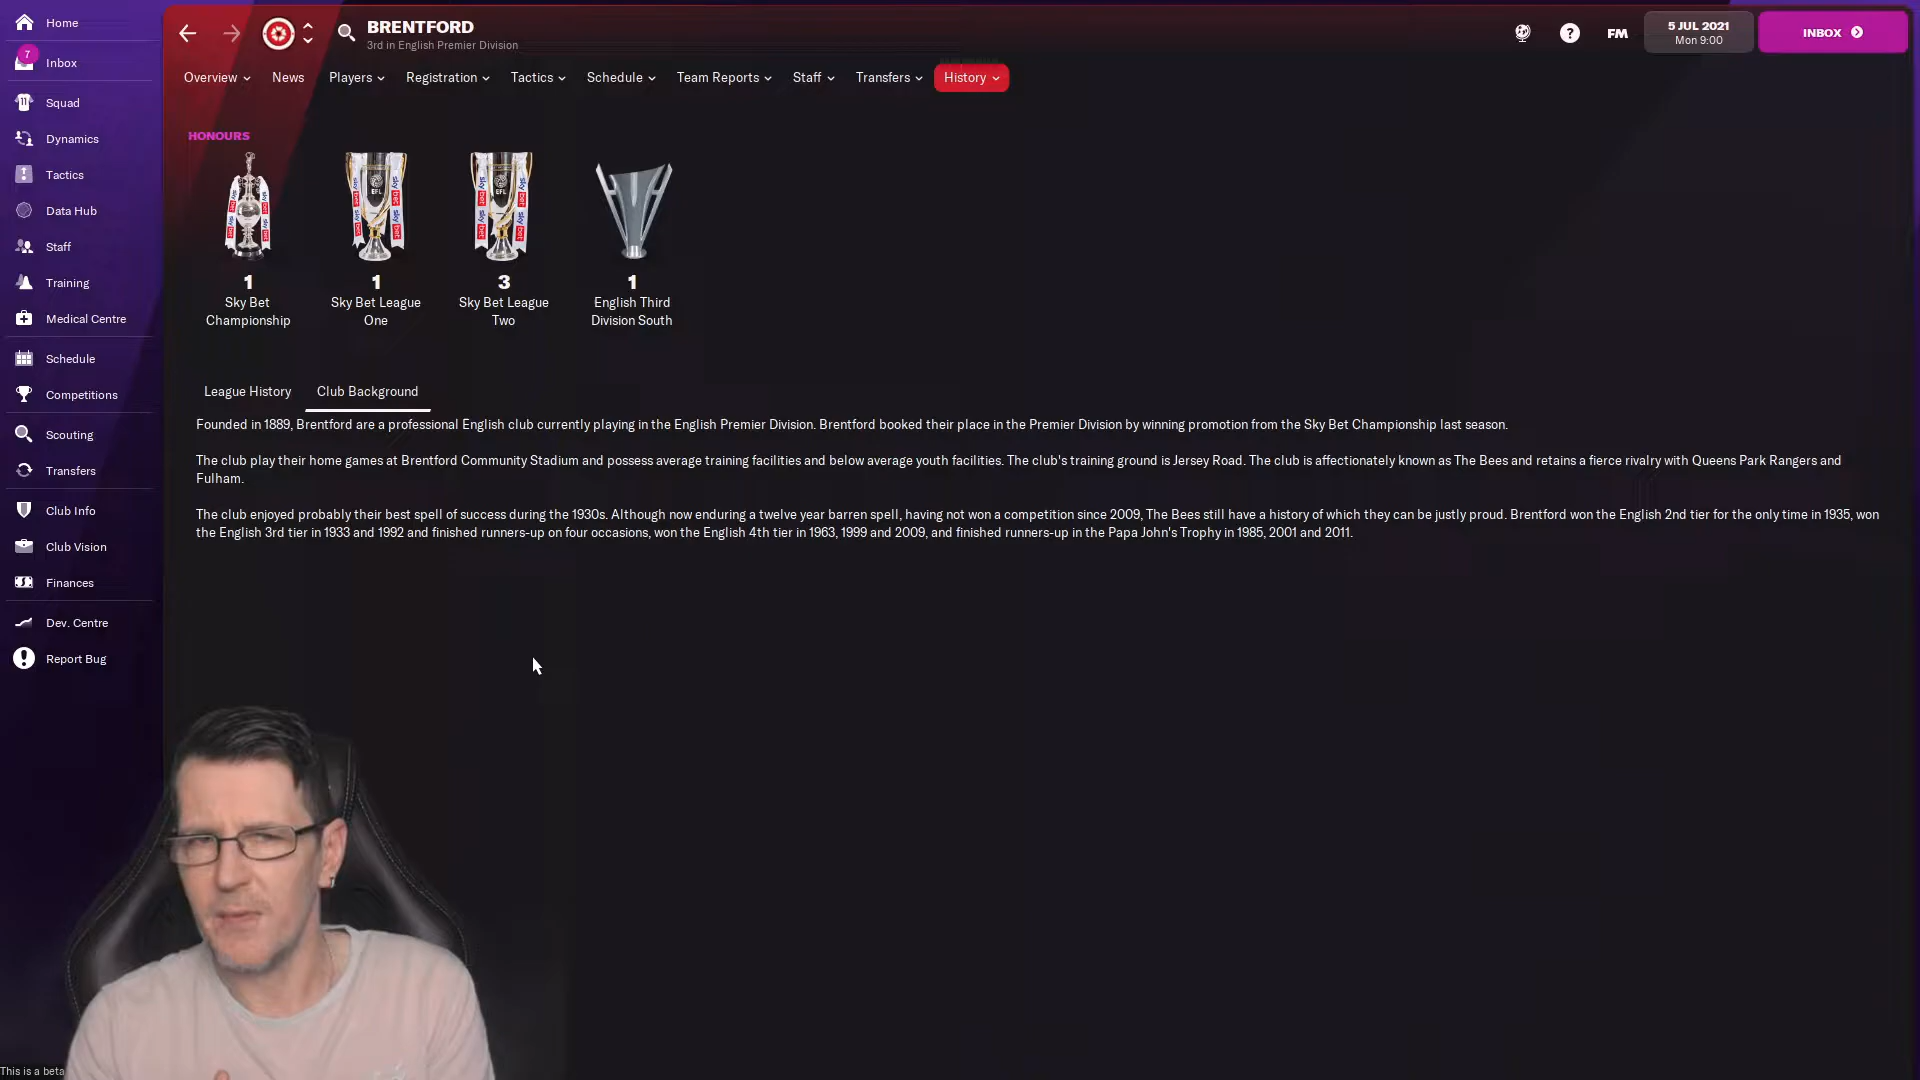 Home
BRENTFORD
3rd in English Premier Division
5 JUL 2021
Mon 9:00
INBOX
FM
?
7
Inbox
Overview News Players Registration Tactics Schedule Team Reports Staff Transfers History
Squad
Dynamics
Tactics
Data Hub
Staff
Training
Medical Centre
Schedule
Competitions
Scouting
Transfers
Club Info
Club Vision
Finances
Dev. Centre
Report Bug
HONOURS
1 1 3 1
Sky Bet Sky Bet League Sky Bet League English Third
Championship One Two Division South
League History Club Background
Founded in 1889, Brentford are a professional English club currently playing in the English Premier Division. Brentford booked their place in the Premier Division by winning promotion from the Sky Bet Championship last season.
The club play their home games at Brentford Community Stadium and possess average training facilities and below average youth facilities. The club's training ground is Jersey Road. The club is affectionately known as The Bees and retains a fierce rivalry with Queens Park Rangers and
Fulham.
The club enjoyed probably their best spell of success during the 1930s. Although now enduring a twelve year barren spell, having not won a competition since 2009, The Bees still have a history of which they can be justly proud. Brentford won the English 2nd tier for the only time in 1935, won
the English 3rd tier in 1933 and 1992 and finished runners-up on four occasions, won the English 4th tier in 1963, 1999 and 2009, and finished runners-up in the Papa John's Trophy in 1985, 2001 and 2011.
This is a beta